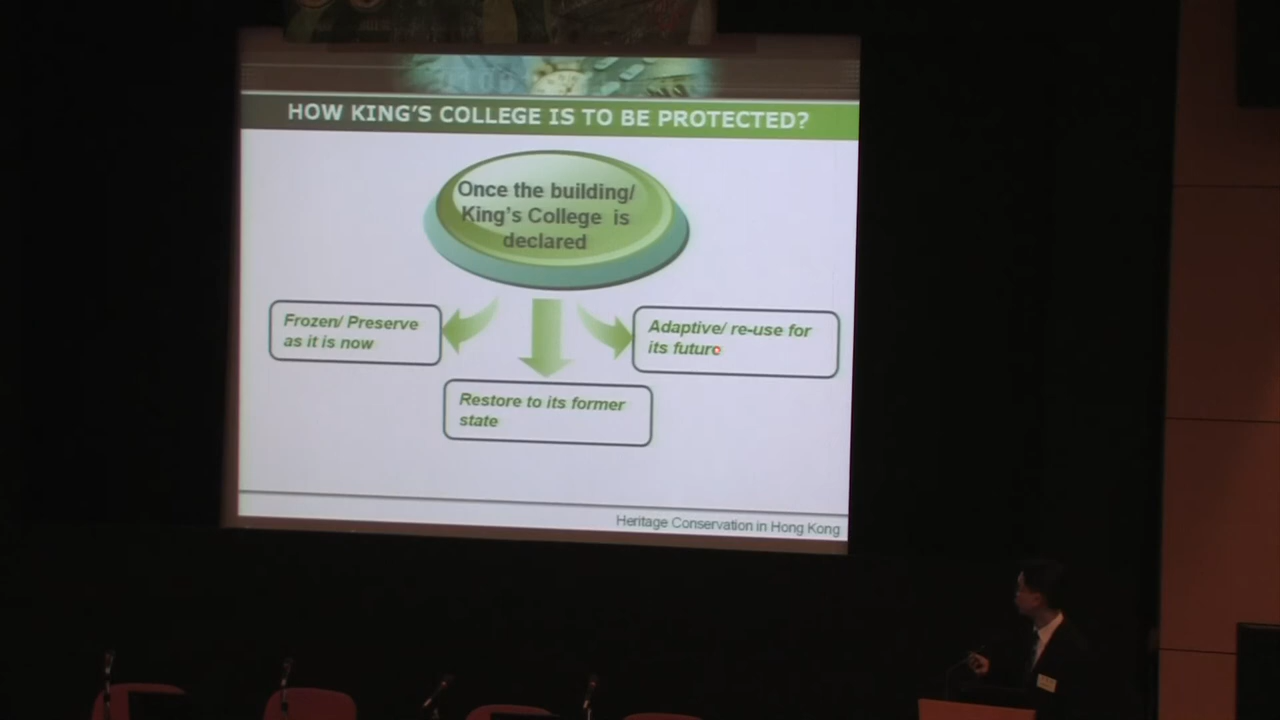 HOW KING'S COLLEGE IS TO BE PROTECTED?
Once the building/
King's College is
declared
Frozen/ Preserve
as it is now
Adaptive/ re-use for
its future
Restore to its former
state
Heritage Conservation in Hong Kong